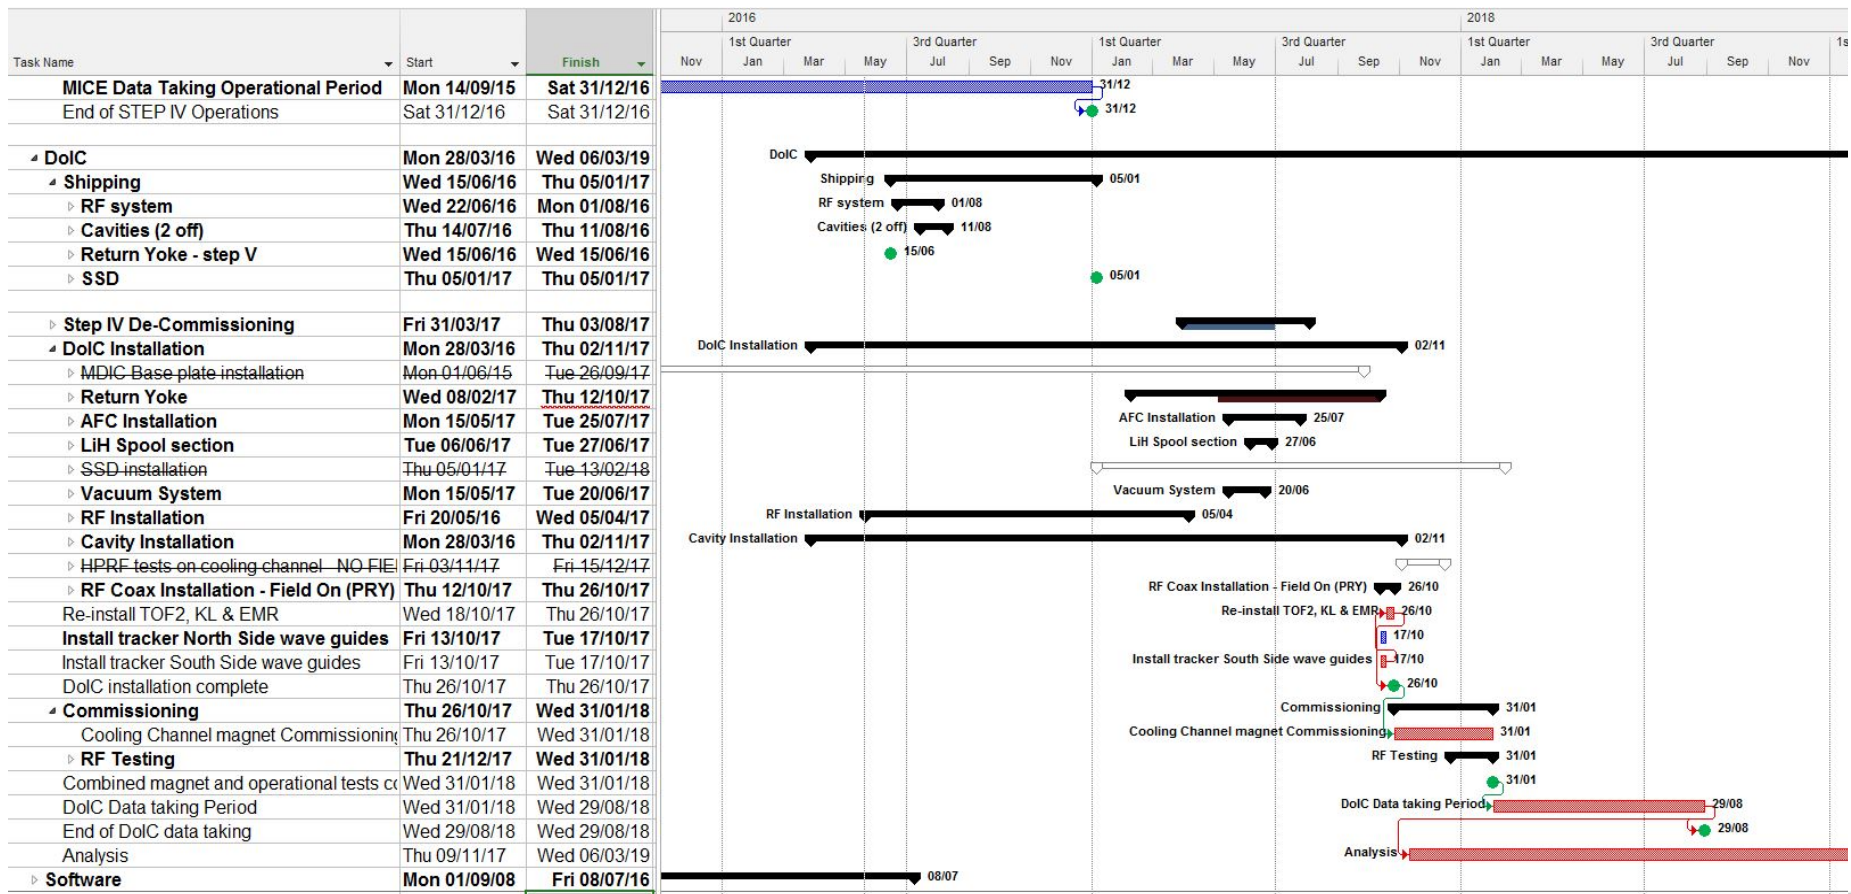 2016 2018
1st Quarter 3rd Quarter 1st Quarter 3rd Quarter 1st Quarter 3rd Quarter 1s
Task Name Start Finish Nov Jan Mar May Jul Sep Nov Jan Mar May Jul Sep Nov Jan Mar May Jul Sep Nov
MICE Data Taking Operational Period Mon 14/09/15 Sat 31/12/16 31/12
End of STEP IV Operations Sat 31/12/16 Sat 31/12/16 31/12
DoIC Mon 28/03/16 Wed 06/03/19 DoIC
Shipping Wed 15/06/16 Thu 05/01/17 Shipping 05/01
RF system Wed 22/06/16 Mon 01/08/16 RF system 01/08
Cavities (2 off) Thu 14/07/16 Thu 11/08/16 Cavities (2 off) 11/08
Return Yoke - step V Wed 15/06/16 Wed 15/06/16 15/06
SSD Thu 05/01/17 Thu 05/01/17 05/01
Step IV De-Commissioning Fri 31/03/17 Thu 03/08/17
DoIC Installation Mon 28/03/16 Thu 02/11/17 DoIC Installation 02/11
MDIC Base plate installation Mon 01/06/15 Tue 26/09/17
Return Yoke Wed 08/02/17 Thu 12/10/17
AFC Installation Mon 15/05/17 Tue 25/07/17 AFC Installation 25/07
LiH Spool section Tue 06/06/17 Tue 27/06/17 LiH Spool section 27/06
SSD installation Thu 05/01/17 Tue 13/02/18
Vacuum System Mon 15/05/17 Tue 20/06/17 Vacuum System 20/06
RF Installation Fri 20/05/16 Wed 05/04/17 RF Installation 05/04
Cavity Installation Mon 28/03/16 Thu 02/11/17 Cavity Installation 02/11
HPRF tests on cooling channel NO FIE Fri 03/11/17 Fri 15/12/17
RF Coax Installation - Field On (PRY) Thu 12/10/17 Thu 26/10/17 RF Coax Installation - Field On (PRY) 26/10
Re-install TOF2, KL & EMR Wed 18/10/17 Thu 26/10/17 Re-install TOF2, KL & EMR 26/10
Install tracker North Side wave guides Fri 13/10/17 Tue 17/10/17 17/10
Install tracker South Side wave guides Fri 13/10/17 Tue 17/10/17 Install tracker South Side wave guides 17/10
DoIC installation complete Thu 26/10/17 Thu 26/10/17 26/10
Commissioning Thu 26/10/17 Wed 31/01/18 Commissioning 31/01
Cooling Channel magnet Commissioning Thu 26/10/17 Wed 31/01/18 Cooling Channel magnet Commissioning 31/01
RF Testing Thu 21/12/17 Wed 31/01/18 RF Testing 31/01
Combined magnet and operational tests Wed 31/01/18 Wed 31/01/18 31/01
DoIC Data taking Period Wed 31/01/18 Wed 29/08/18 DoIC Data taking Period 29/08
End of DoIC data taking Wed 29/08/18 Wed 29/08/18 29/08
Analysis Thu 09/11/17 Wed 06/03/19 Analysis
Software Mon 01/09/08 Fri 08/07/16 08/07